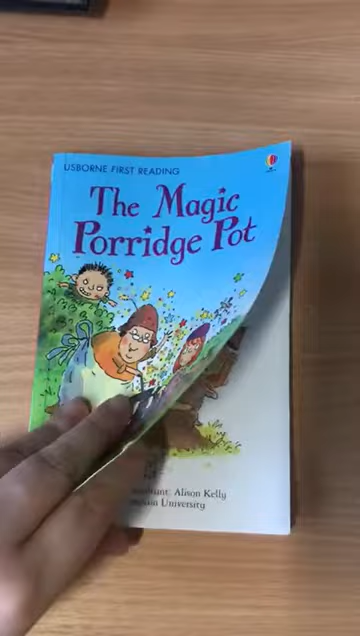 USBORNE FIRST READING
The Magic
Porridge Pot
Alison Kelly
University